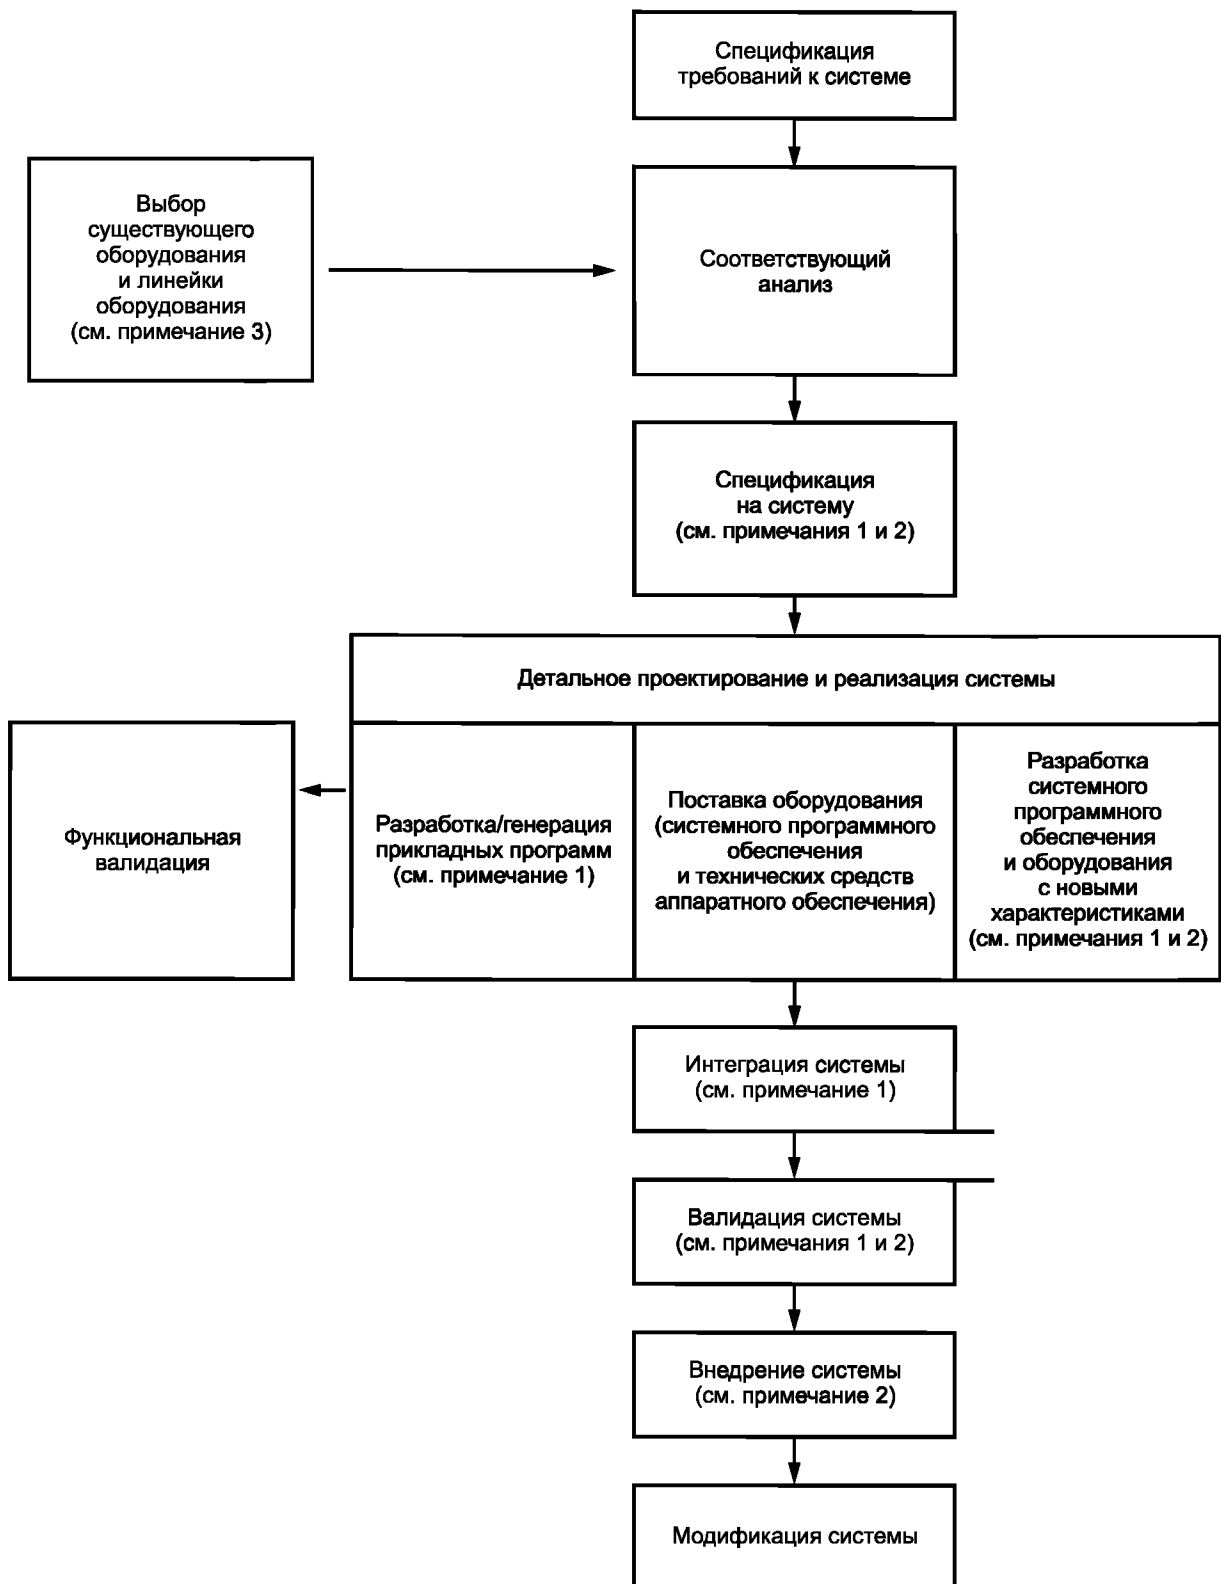 Спецификация
требований к системе
Выбор
существующего
оборудования
и линейки
оборудования
(см. примечание 3)
Соответствующий
анализ
Спецификация
на систему
(см. примечания 1 и 2)
Детальное проектирование и реализация системы
Функциональная
валидация
Разработка/генерация
прикладных программ
(см. примечание 1)
Поставка оборудования
(системного программного
обеспечения
и технических средств
аппаратного обеспечения)
Разработка
системного
программного
обеспечения
и оборудования
с новыми
характеристиками
(см. примечания 1 и 2)
Интеграция системы
(см. примечание 1)
Валидация системы
(см. примечания 1 и 2)
Внедрение системы
(см. примечание 2)
Модификация системы